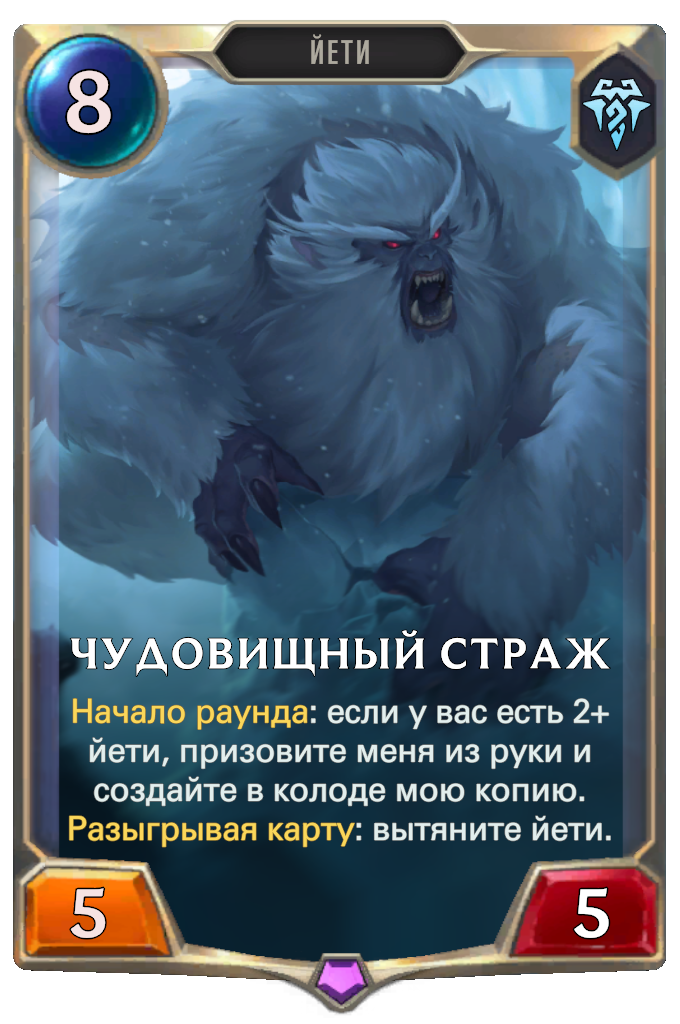 ЙЕТИ
8
ЧУДОВИЩНЫЙ СТРАЖ
Начало раунда: если у вас есть 2+
йети, призовите меня из руки и
создайте в колоде мою копию.
Разыгрывая карту: вытяните йети.
5
5